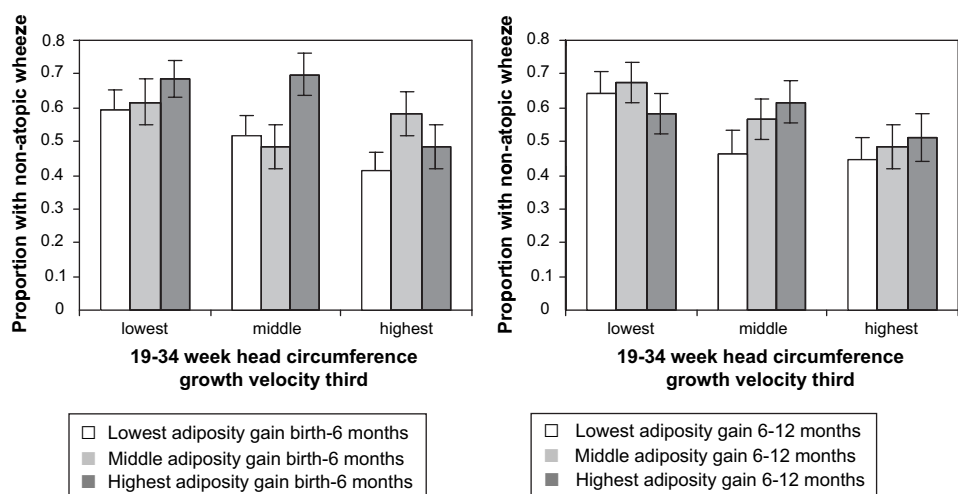 Proportion with non-atopic wheeze
0.8
0.7
0.6
0.5
0.4
0.3
0.2
0.1
0
lowest middle highest
19-34 week head circumference
growth velocity third
Lowest adiposity gain birth-6 months
Middle adiposity gain birth-6 months
Highest adiposity gain birth-6 months
Proportion with non-atopic wheeze
0.8
0.7
0.6
0.5
0.4
0.3
0.2
0.1
0
lowest middle highest
19-34 week head circumference
growth velocity third
Lowest adiposity gain 6-12 months
Middle adiposity gain 6-12 months
Highest adiposity gain 6-12 months